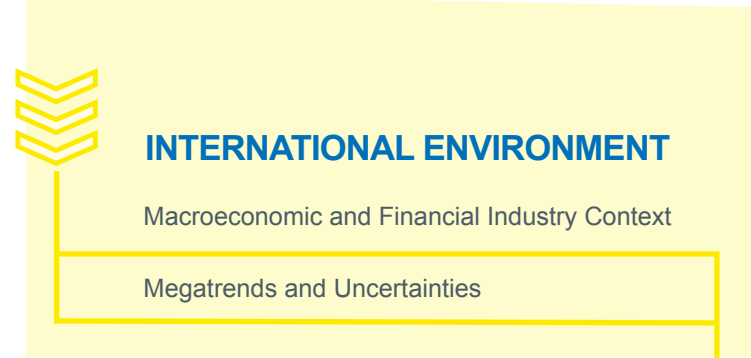 INTERNATIONAL ENVIRONMENT
Macroeconomic and Financial Industry Context
Megatrends and Uncertainties